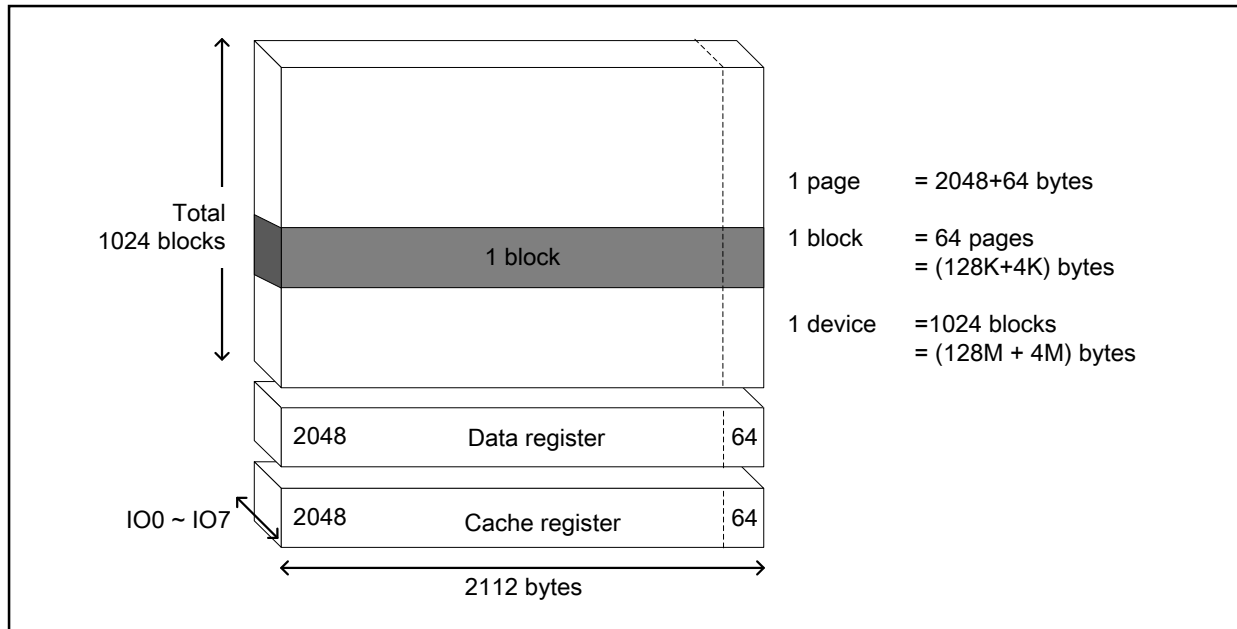 Total
1024 blocks
1 block
1 page = 2048+64 bytes
1 block = 64 pages
= (128K+4K) bytes
1 device =1024 blocks
= (128M + 4M) bytes
2048 Data register 64
IO0 ~ IO7
2048 Cache register 64
2112 bytes